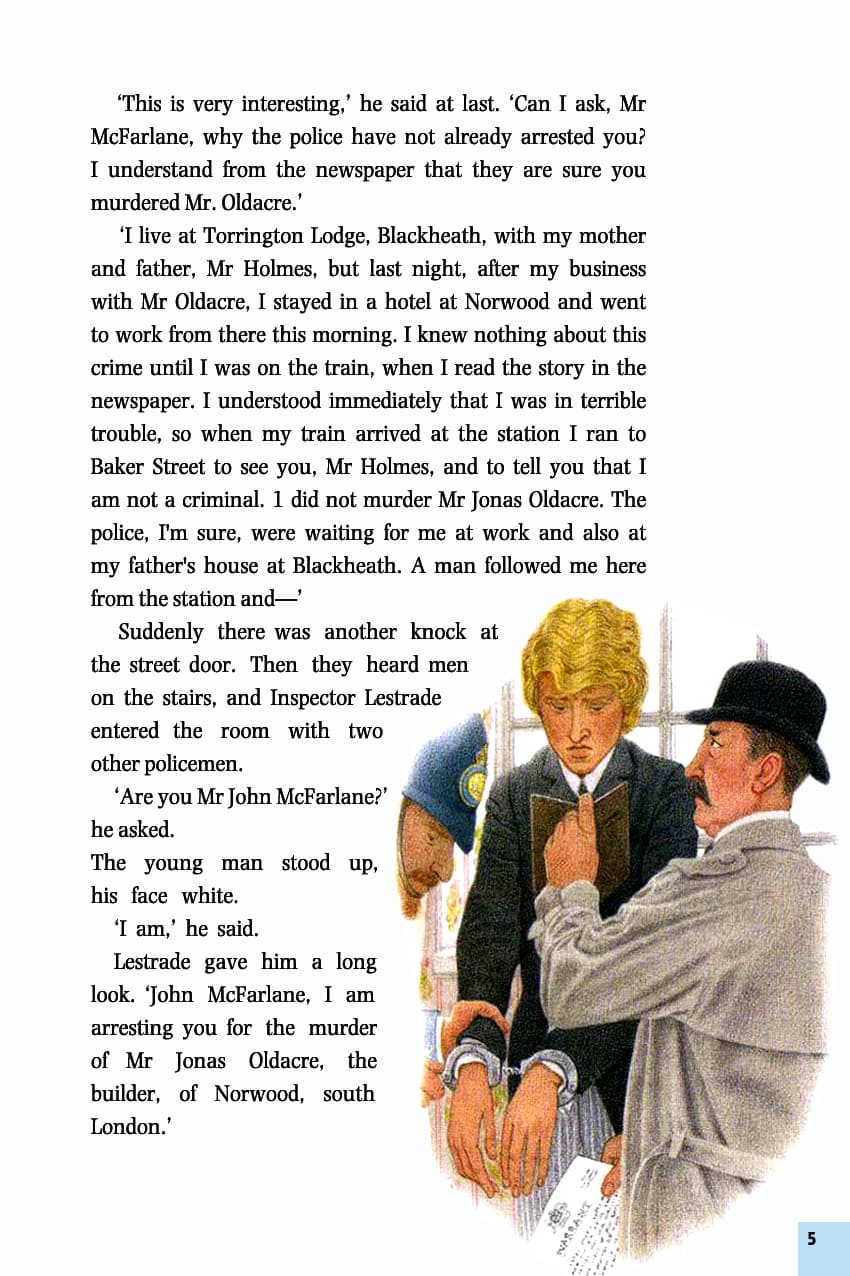 ‘This is very interesting,’ he said at last. ‘Can I ask, Mr
McFarlane, why the police have not already arrested you?
I understand from the newspaper that they are sure you
murdered Mr. Oldacre.’
‘I live at Torrington Lodge, Blackheath, with my mother
and father, Mr Holmes, but last night, after my business
with Mr Oldacre, I stayed in a hotel at Norwood and went
to work from there this morning. I knew nothing about this
crime until I was on the train, when I read the story in the
newspaper. I understood immediately that I was in terrible
trouble, so when my train arrived at the station I ran to
Baker Street to see you, Mr Holmes, and to tell you that I
am not a criminal. 1 did not murder Mr Jonas Oldacre. The
police, I'm sure, were waiting for me at work and also at
my father's house at Blackheath. A man followed me here
from the station and—’
Suddenly there was another knock at
the street door. Then they heard men
on the stairs, and Inspector Lestrade
entered the room with two
other policemen.
‘Are you Mr John McFarlane?’
he asked.
The young man stood up,
his face white.
‘I am,’ he said.
Lestrade gave him a long
look. ‘John McFarlane, I am
arresting you for the murder
of Mr Jonas Oldacre, the
builder, of Norwood, south
London.’
WARRANT
5